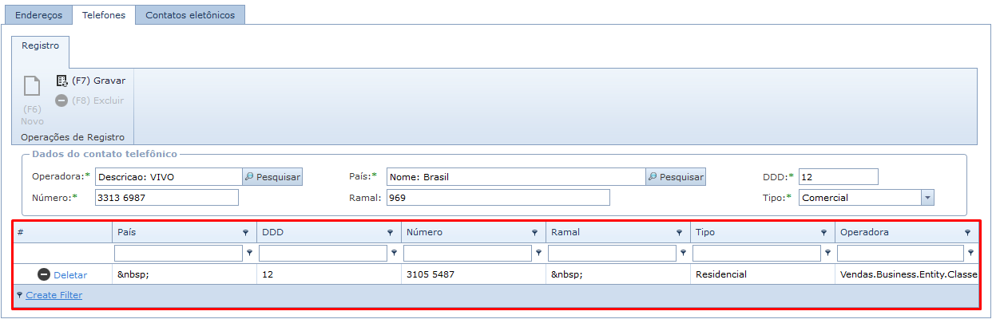 Endereços Telefones Contatos eletônicos
Registro
(F6) Novo
(F7) Gravar
(F8) Excluir
Operações de Registro
Dados do contato telefônico
Operadora:* Descricao: VIVO Pesquisar País:* Nome: Brasil Pesquisar DDD:* 12
Número:* 3313 6987 Ramal: 969 Tipo:* Comercial
# País DDD Número Ramal Tipo Operadora
Deletar &nbsp; 12 3105 5487 &nbsp; Residencial Vendas.Business.Entity.Classe
Create Filter